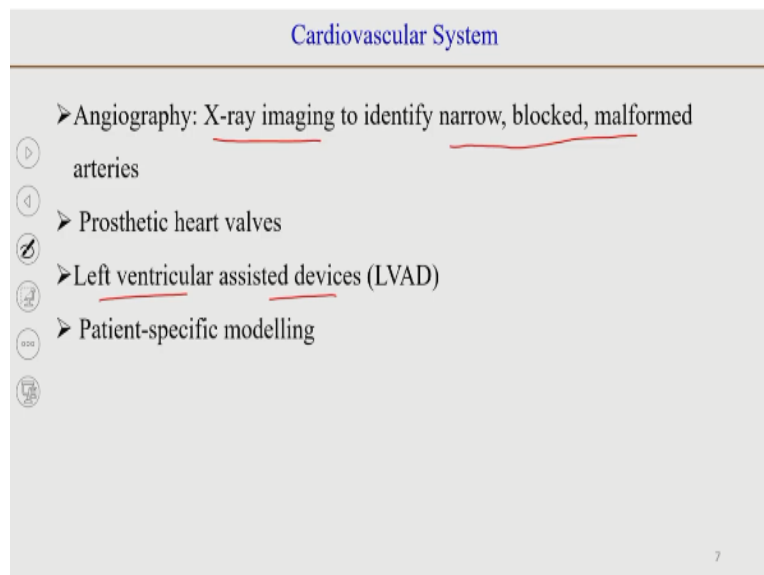 Cardiovascular System
➢Angiography: X-ray imaging to identify narrow, blocked, malformed
arteries
➢ Prosthetic heart valves
➢Left ventricular assisted devices (LVAD)
➢ Patient-specific modelling
7